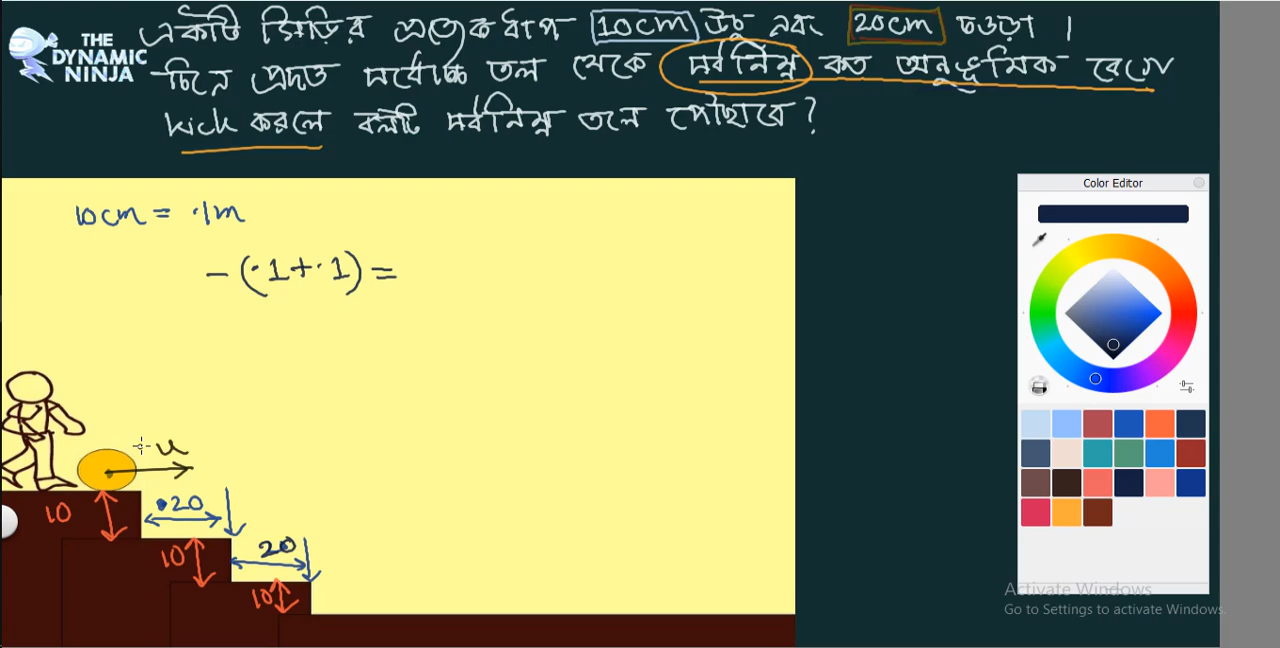 THE
DYNAMIC
NINJA
একটি সিঁড়ির প্রত্যেক ধাপ 10cm উঁচু এবং 20cm চওড়া ।
চিত্রে প্রদত্ত সর্বোচ্চ তল থেকে সর্বনিম্ন কত অনুভূমিক বেগে
kick করলে বলটি সর্বনিম্ন তলে পৌঁছাবে ?
Color Editor
10cm = .1m
- (.1+.1) =
u
10
20
10
20
10
Activate Windows
Go to Settings to activate Windows.